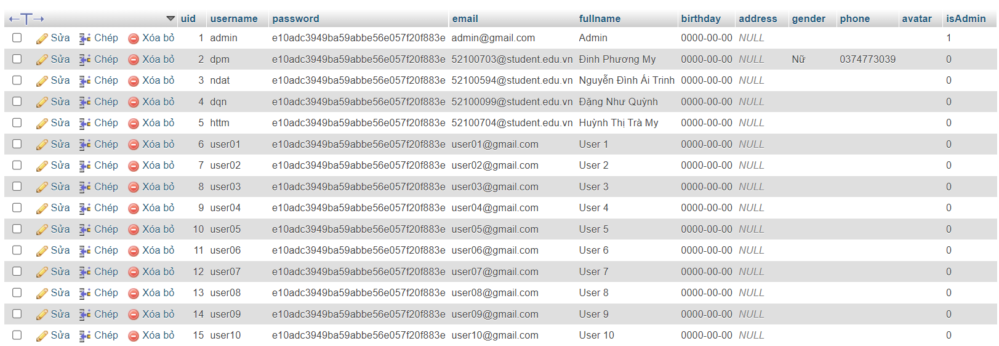 uid username password email fullname birthday address gender phone avatar isAdmin
Sửa Chép Xóa bỏ 1 admin e10adc3949ba59abbe56e057f20f883e admin@gmail.com Admin 0000-00-00 NULL 1
Sửa Chép Xóa bỏ 2 dpm e10adc3949ba59abbe56e057f20f883e 52100703@student.edu.vn Đinh Phương My 0000-00-00 NULL Nữ 0374773039 0
Sửa Chép Xóa bỏ 3 ndat e10adc3949ba59abbe56e057f20f883e 52100594@student.edu.vn Nguyễn Đình Ái Trinh 0000-00-00 NULL 0
Sửa Chép Xóa bỏ 4 dqn e10adc3949ba59abbe56e057f20f883e 52100099@student.edu.vn Đặng Như Quỳnh 0000-00-00 NULL 0
Sửa Chép Xóa bỏ 5 httm e10adc3949ba59abbe56e057f20f883e 52100704@student.edu.vn Huỳnh Thị Trà My 0000-00-00 NULL 0
Sửa Chép Xóa bỏ 6 user01 e10adc3949ba59abbe56e057f20f883e user01@gmail.com User 1 0000-00-00 NULL 0
Sửa Chép Xóa bỏ 7 user02 e10adc3949ba59abbe56e057f20f883e user02@gmail.com User 2 0000-00-00 NULL 0
Sửa Chép Xóa bỏ 8 user03 e10adc3949ba59abbe56e057f20f883e user03@gmail.com User 3 0000-00-00 NULL 0
Sửa Chép Xóa bỏ 9 user04 e10adc3949ba59abbe56e057f20f883e user04@gmail.com User 4 0000-00-00 NULL 0
Sửa Chép Xóa bỏ 10 user05 e10adc3949ba59abbe56e057f20f883e user05@gmail.com User 5 0000-00-00 NULL 0
Sửa Chép Xóa bỏ 11 user06 e10adc3949ba59abbe56e057f20f883e user06@gmail.com User 6 0000-00-00 NULL 0
Sửa Chép Xóa bỏ 12 user07 e10adc3949ba59abbe56e057f20f883e user07@gmail.com User 7 0000-00-00 NULL 0
Sửa Chép Xóa bỏ 13 user08 e10adc3949ba59abbe56e057f20f883e user08@gmail.com User 8 0000-00-00 NULL 0
Sửa Chép Xóa bỏ 14 user09 e10adc3949ba59abbe56e057f20f883e user09@gmail.com User 9 0000-00-00 NULL 0
Sửa Chép Xóa bỏ 15 user10 e10adc3949ba59abbe56e057f20f883e user10@gmail.com User 10 0000-00-00 NULL 0